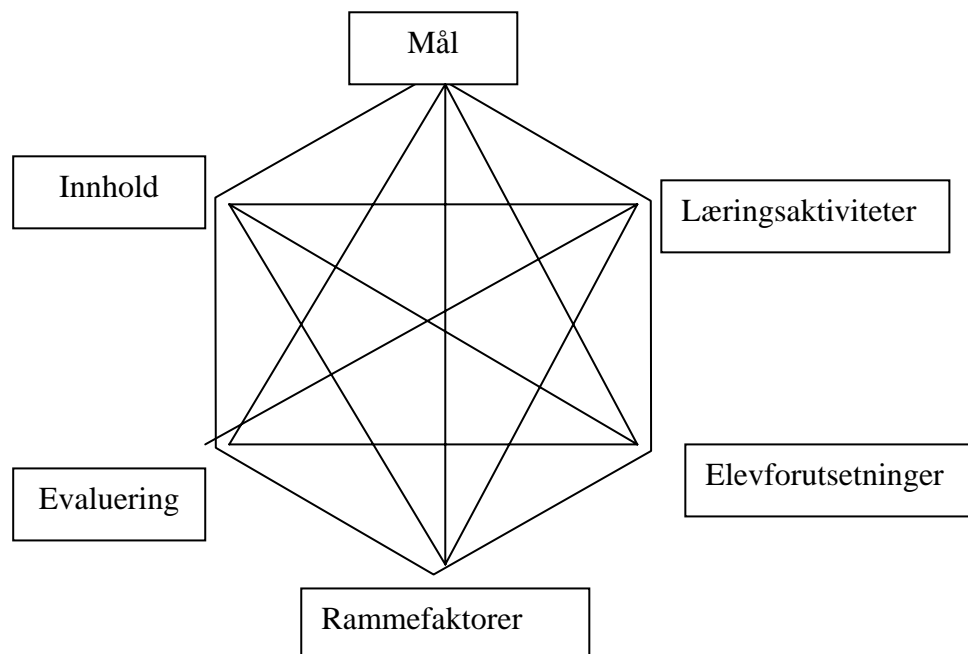 Mål
Innhold
Læringsaktiviteter
Evaluering
Elevforutsetninger
Rammefaktorer